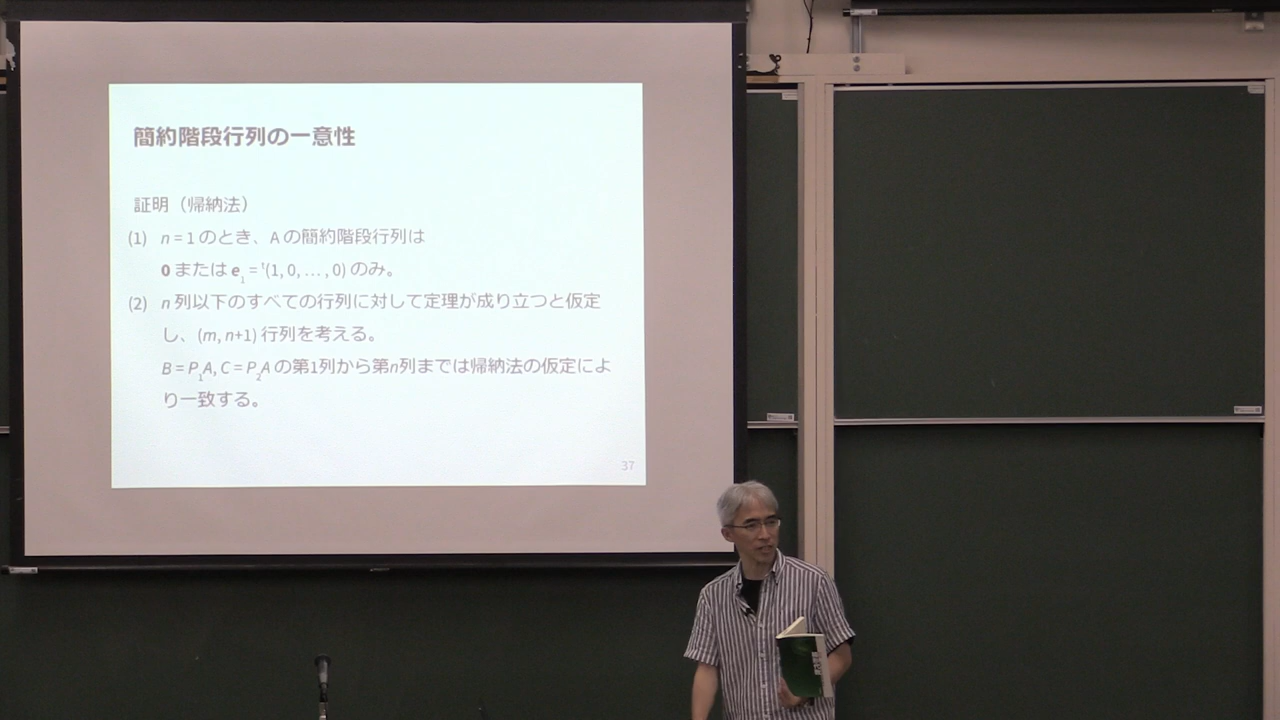 簡約階段行列の一意性
証明（帰納法）
(1) n = 1 のとき、A の簡約階段行列は
0 または e₁ = ᵗ(1, 0, … , 0) のみ。
(2) n 列以下のすべての行列に対して定理が成り立つと仮定
し、(m, n+1) 行列を考える。
B = P₁A, C = P₂A の第1列から第n列までは帰納法の仮定によ
り一致する。
37